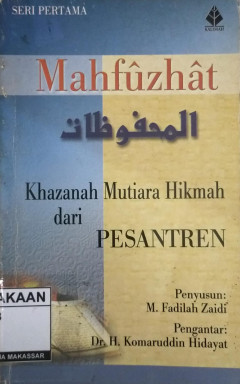 SERI PERTAMA
Mahfûzhât
المحفوظات
Khazanah Mutiara Hikmah
dari
PESANTREN
Penyusun:
M. Fadilah Zaidi
Pengantar:
Dr. H. Komaruddin Hidayat
AKAAN
MAKASSAR